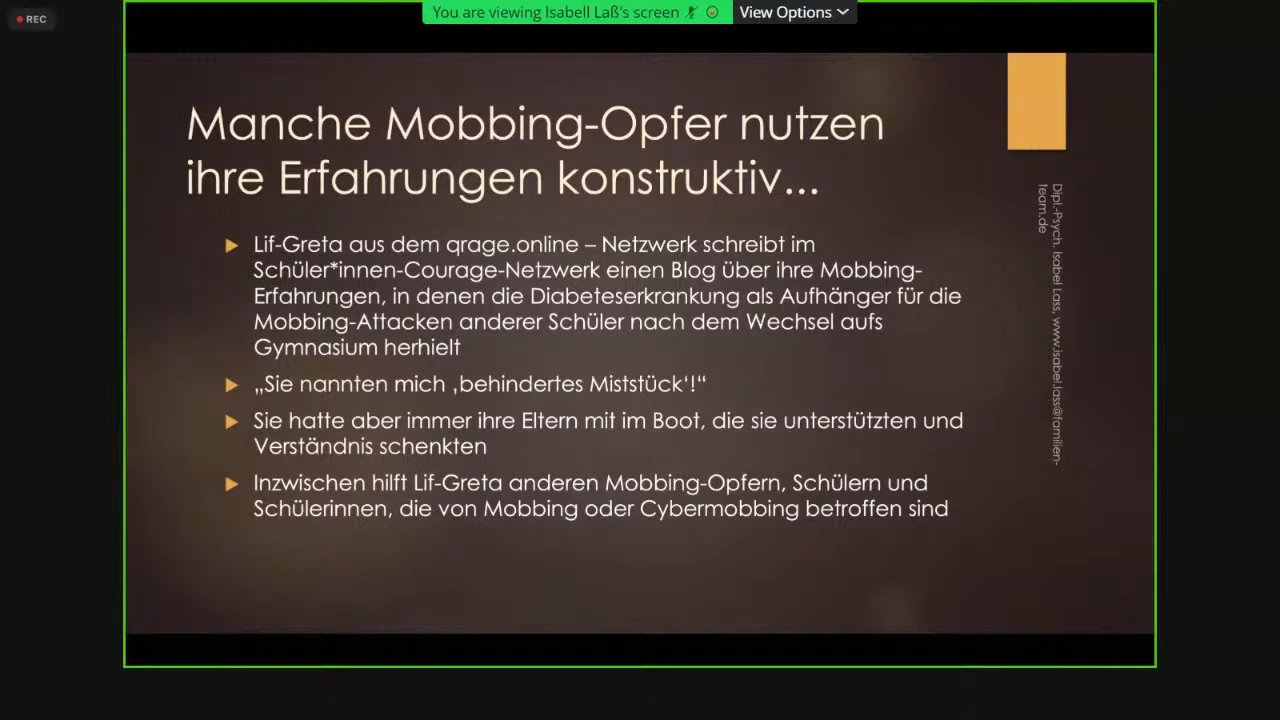 REC
You are viewing Isabell Laß's screen
View Options
Manche Mobbing-Opfer nutzen
ihre Erfahrungen konstruktiv...
Lif-Greta aus dem qrage.online – Netzwerk schreibt im
Schüler*innen-Courage-Netzwerk einen Blog über ihre Mobbing-
Erfahrungen, in denen die Diabeteserkrankung als Aufhänger für die
Mobbing-Attacken anderer Schüler nach dem Wechsel aufs
Gymnasium herhielt
„Sie nannten mich ‚behindertes Miststück‘!“
Sie hatte aber immer ihre Eltern mit im Boot, die sie unterstützten und
Verständnis schenkten
Inzwischen hilft Lif-Greta anderen Mobbing-Opfern, Schülern und
Schülerinnen, die von Mobbing oder Cybermobbing betroffen sind
Dipl.-Psych. Isabel Lass, www.isabel.lass@familien-
team.de